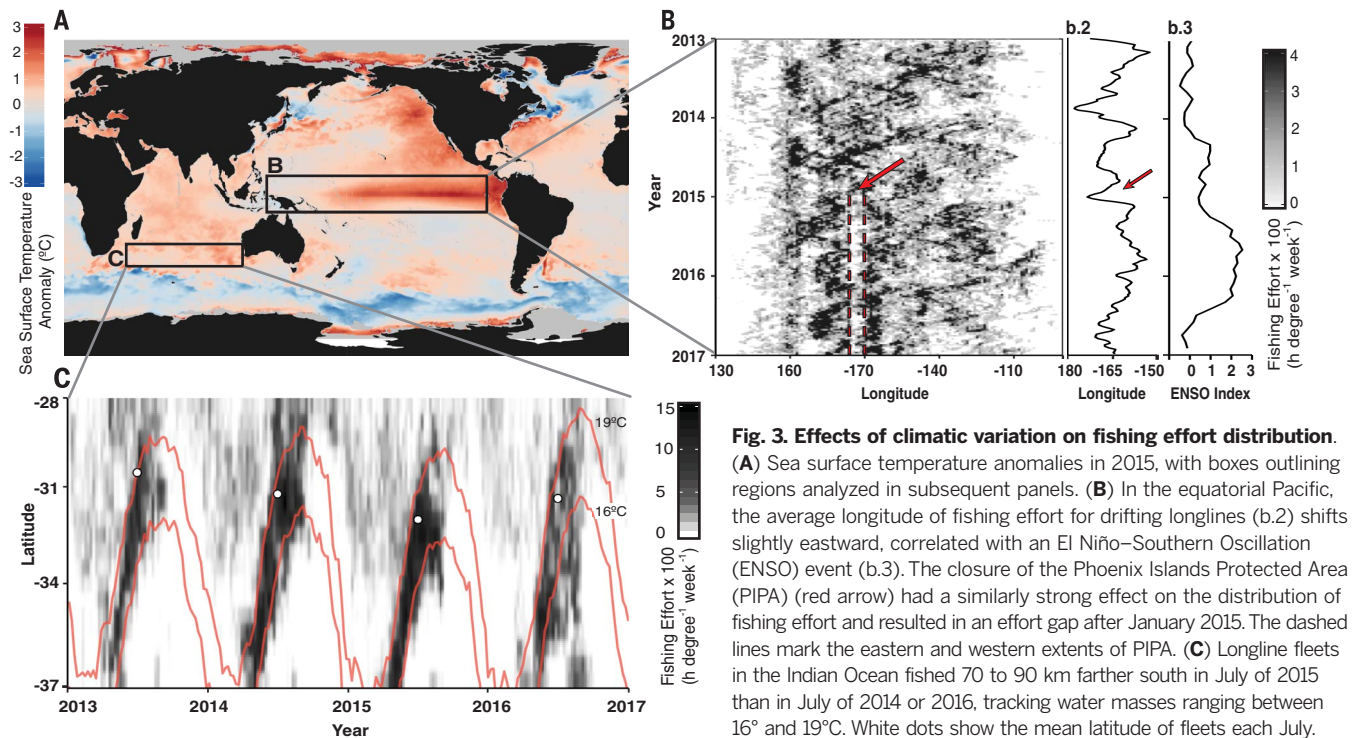 A
3
2
1
0
-1
-2
-3
Sea Surface Temperature
Anomaly (ºC)
B
C
B
b.2
b.3
2013
2014
2015
2016
2017
Year
130
160
-170
-140
-110
Longitude
180
-165
-150
Longitude
0
1
2
3
ENSO Index
4
3
2
1
0
Fishing Effort x 100
(h degree⁻¹ week⁻¹)
C
-28
-31
-34
-37
Latitude
19ºC
16ºC
2013
2014
2015
2016
2017
Year
15
10
5
0
Fishing Effort x 100
(h degree⁻¹ week⁻¹)
Fig. 3. Effects of climatic variation on fishing effort distribution.
(A) Sea surface temperature anomalies in 2015, with boxes outlining
regions analyzed in subsequent panels. (B) In the equatorial Pacific,
the average longitude of fishing effort for drifting longlines (b.2) shifts
slightly eastward, correlated with an El Niño–Southern Oscillation
(ENSO) event (b.3). The closure of the Phoenix Islands Protected Area
(PIPA) (red arrow) had a similarly strong effect on the distribution of
fishing effort and resulted in an effort gap after January 2015. The dashed
lines mark the eastern and western extents of PIPA. (C) Longline fleets
in the Indian Ocean fished 70 to 90 km farther south in July of 2015
than in July of 2014 or 2016, tracking water masses ranging between
16° and 19°C. White dots show the mean latitude of fleets each July.